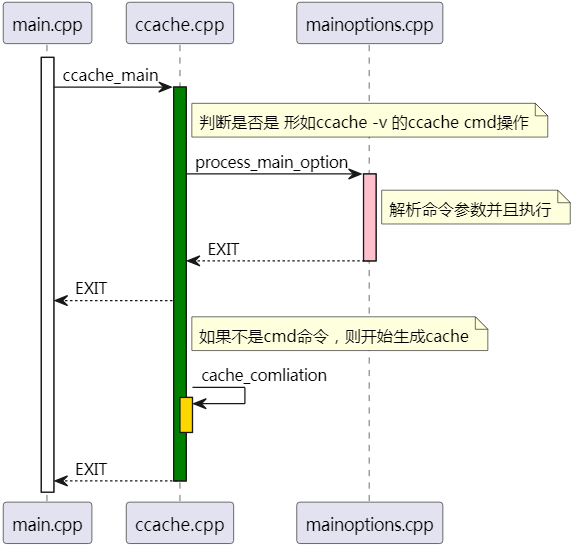 main.cpp
ccache.cpp
mainoptions.cpp
ccache_main
判断是否是 形如ccache -v 的ccache cmd操作
process_main_option
解析命令参数并且执行
EXIT
EXIT
如果不是cmd命令，则开始生成cache
cache_comliation
EXIT
main.cpp
ccache.cpp
mainoptions.cpp